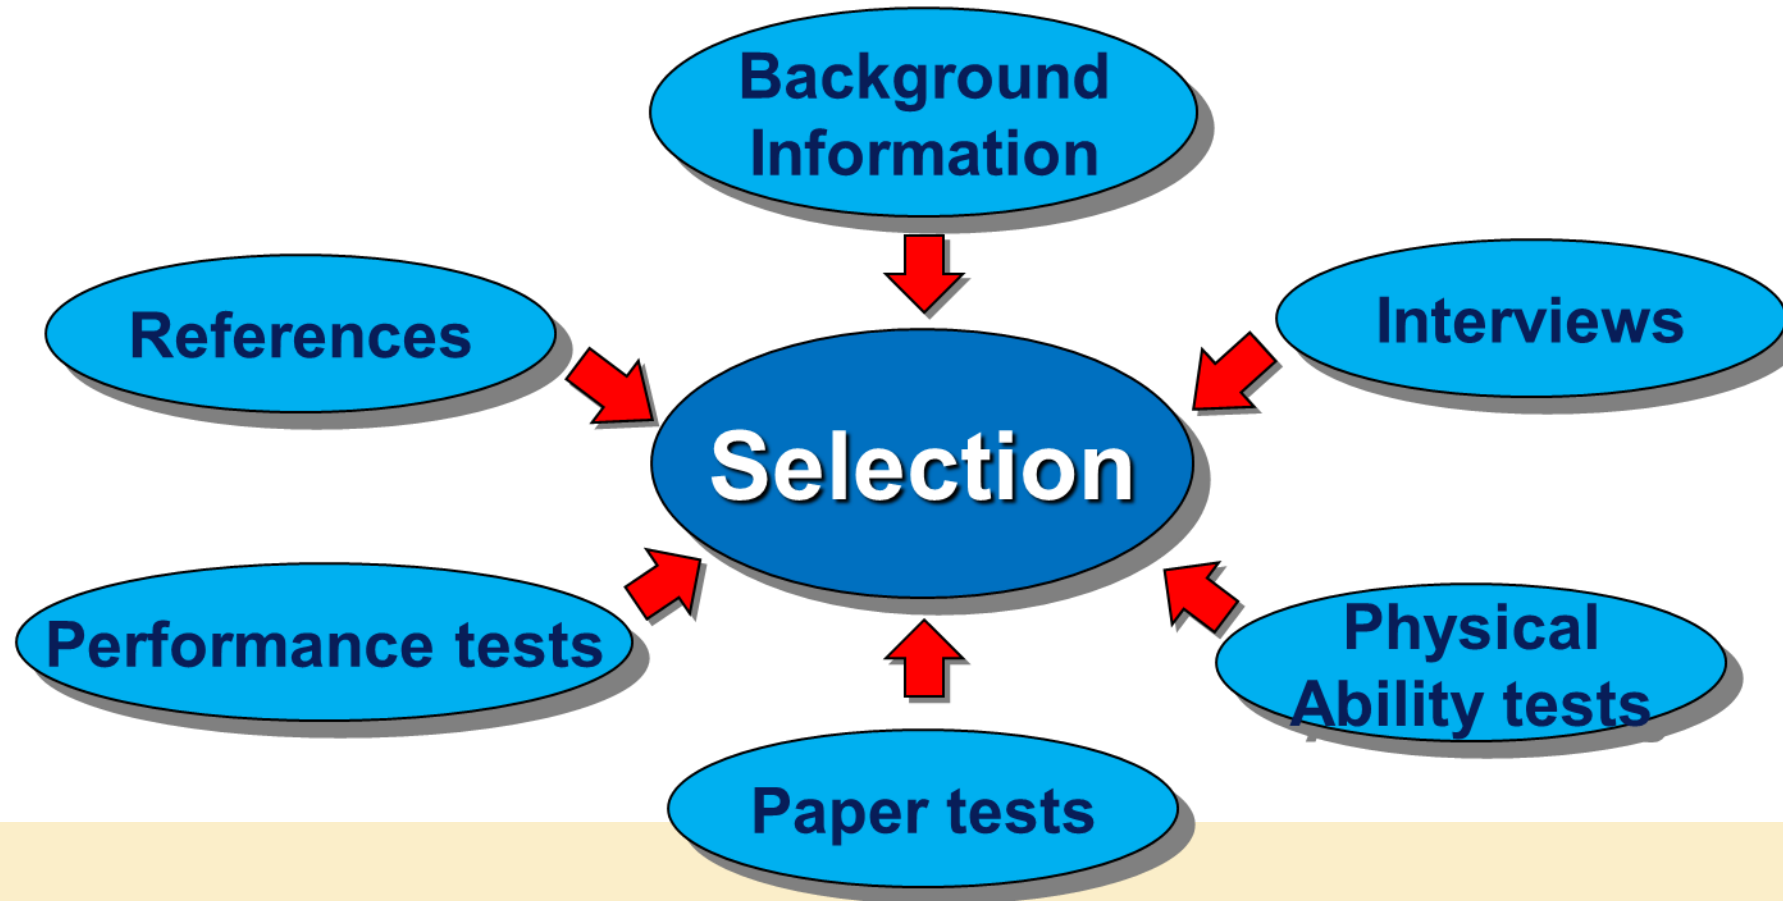 Background
Information
References
Interviews
Selection
Performance tests
Physical
Ability tests
Paper tests